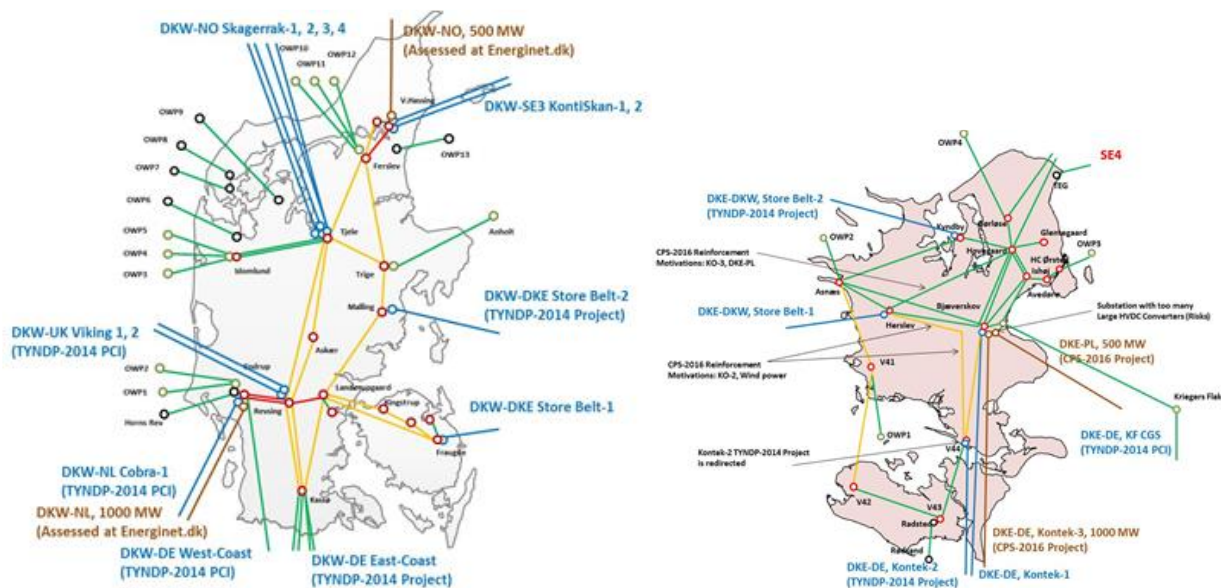 DKW-NO Skagerrak-1, 2, 3, 4
OWP10
OWP11
OWP12
DKW-NO, 500 MW
(Assessed at Energinet.dk)
V.Hassing
DKW-SE3 KontiSkan-1, 2
OWP9
OWP8
OWP7
OWP6
OWP5
OWP4
OWP3
OWP13
Ferslev
Tjele
Idomlund
Anholt
Trige
Malling
DKW-DKE Store Belt-2
(TYNDP-2014 Project)
DKW-UK Viking 1, 2
(TYNDP-2014 PCI)
Askær
Endrup
OWP2
OWP1
Horns Rev
Revsing
Landerupgaard
Kingstrup
Fraugde
DKW-DKE Store Belt-1
DKW-NL Cobra-1
(TYNDP-2014 PCI)
DKW-NL, 1000 MW
(Assessed at Energinet.dk)
Kassø
DKW-DE West-Coast
(TYNDP-2014 PCI)
DKW-DE East-Coast
(TYNDP-2014 Project)
OWP4
SE4
TEG
DKE-DKW, Store Belt-2
(TYNDP-2014 Project)
Kyndby
Børløse
OWP2
Hovegaard
Glentegaard
OWP3
CPS-2016 Reinforcement
Motivations: KO-3, DKE-PL
HC Ørsted
Ishøj
Asnæs
Avedøre
Bjæverskov
Substation with too many
Large HVDC Converters (Risks)
DKE-DKW, Store Belt-1
Herslev
DKE-PL, 500 MW
(CPS-2016 Project)
CPS-2016 Reinforcement
Motivations: KO-2, Wind power
V41
Kriegers Flak
OWP1
DKE-DE, KF CGS
(TYNDP-2014 PCI)
Kontek-2 TYNDP-2014 Project
is redirected
V44
V42
V43
Radsted
Rødsand
DKE-DE, Kontek-3, 1000 MW
(CPS-2016 Project)
DKE-DE, Kontek-2
(TYNDP-2014 Project)
DKE-DE, Kontek-1